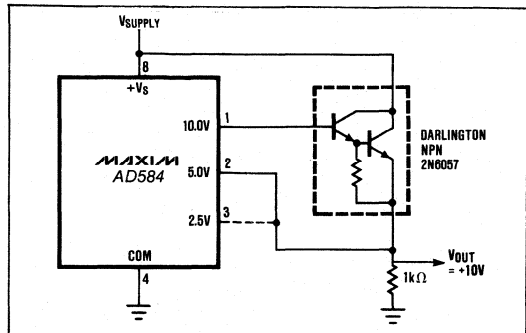 VSUPPLY
8
+VS
10.0V
1
MAXIM
AD584
5.0V
2
2.5V
3
COM
4
DARLINGTON
NPN
2N6057
VOUT
= +10V
1kΩ